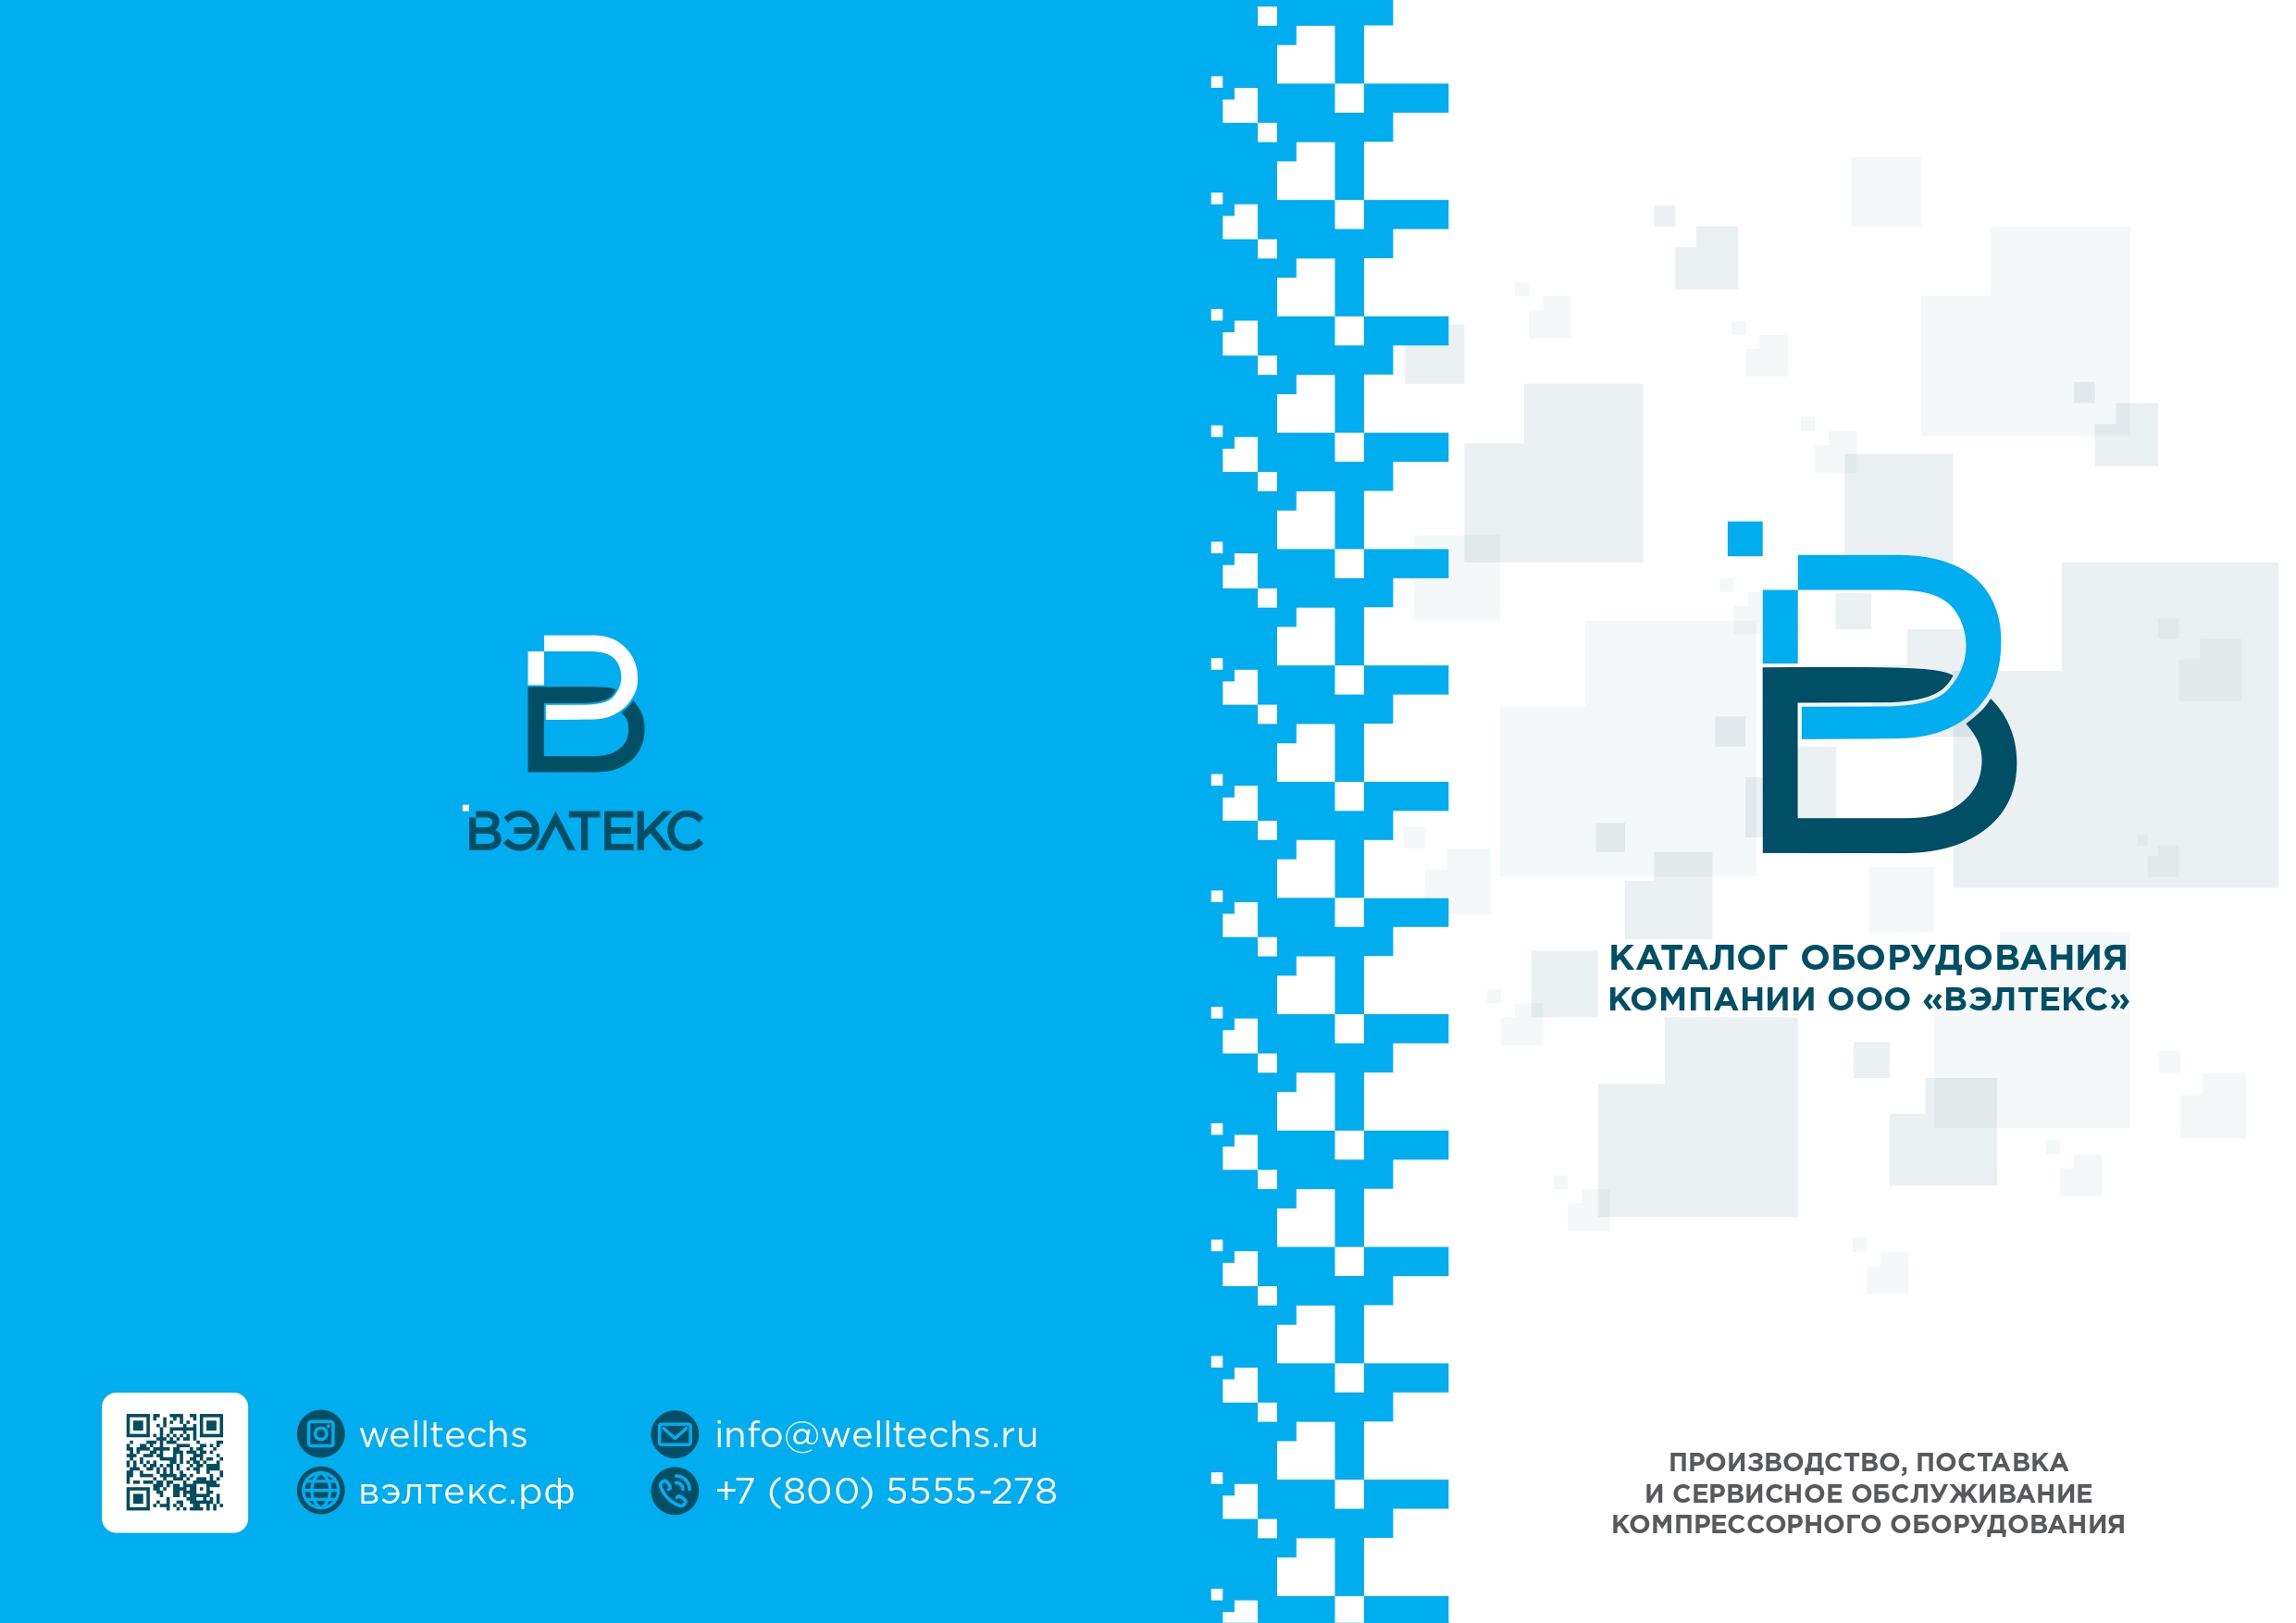 ВЭЛТЕКС
welltechs
вэлтекс.рф
info@welltechs.ru
+7 (800) 5555-278
КАТАЛОГ ОБОРУДОВАНИЯ
КОМПАНИИ ООО «ВЭЛТЕКС»
ПРОИЗВОДСТВО, ПОСТАВКА
И СЕРВИСНОЕ ОБСЛУЖИВАНИЕ
КОМПРЕССОРНОГО ОБОРУДОВАНИЯ